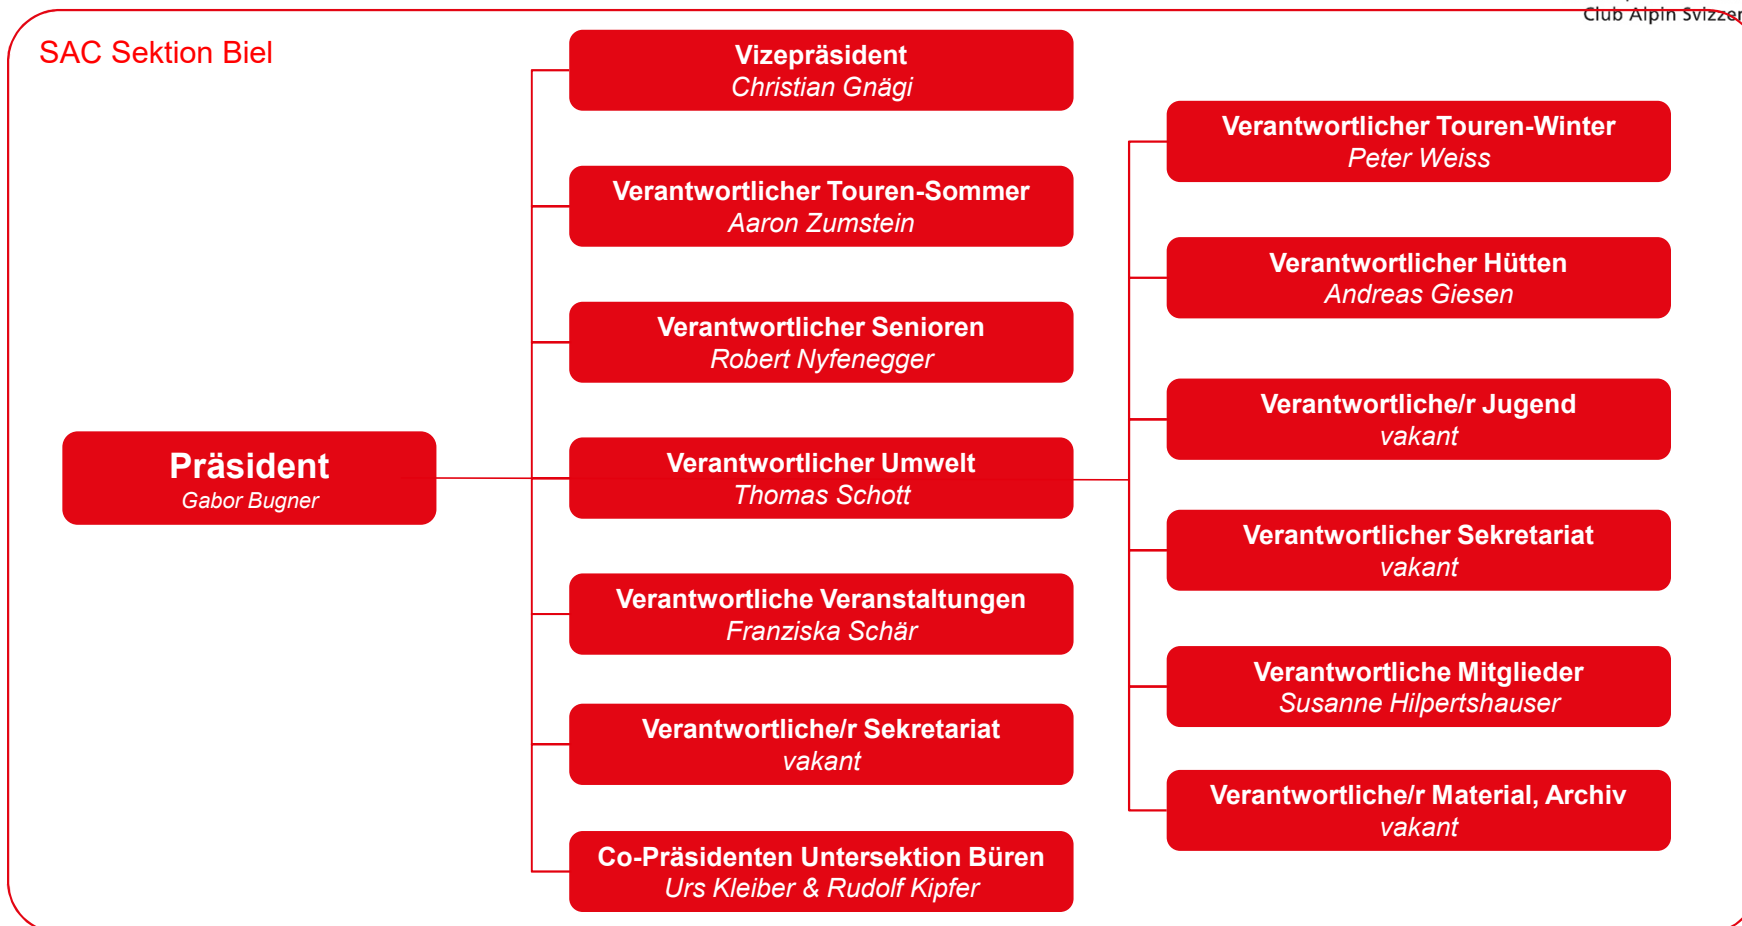 Club Alpin Svizzer
SAC Sektion Biel
Präsident
Gabor Bugner
Vizepräsident
Christian Gnägi
Verantwortlicher Touren-Sommer
Aaron Zumstein
Verantwortlicher Senioren
Robert Nyfenegger
Verantwortlicher Umwelt
Thomas Schott
Verantwortliche Veranstaltungen
Franziska Schär
Verantwortliche/r Sekretariat
vakant
Co-Präsidenten Untersektion Büren
Urs Kleiber & Rudolf Kipfer
Verantwortlicher Touren-Winter
Peter Weiss
Verantwortlicher Hütten
Andreas Giesen
Verantwortliche/r Jugend
vakant
Verantwortlicher Sekretariat
vakant
Verantwortliche Mitglieder
Susanne Hilpertshauser
Verantwortliche/r Material, Archiv
vakant